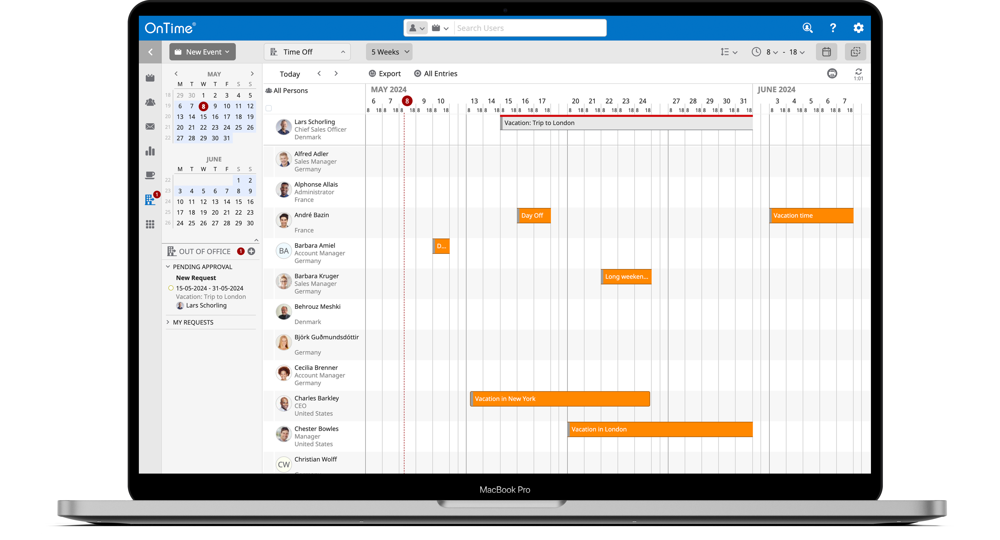 OnTime®
Search Users
New Event
Time Off
5 Weeks
8 - 18
MAY
M T W T F S S
18 29 30 1 2 3 4 5
19 6 7 8 9 10 11 12
20 13 14 15 16 17 18 19
21 20 21 22 23 24 25 26
22 27 28 29 30 31
JUNE
M T W T F S S
22 1 2
23 3 4 5 6 7 8 9
24 10 11 12 13 14 15 16
25 17 18 19 20 21 22 23
26 24 25 26 27 28 29 30
1
OUT OF OFFICE 1
PENDING APPROVAL
New Request
15-05-2024 - 31-05-2024
Vacation: Trip to London
Lars Schorling
MY REQUESTS
Today
Export
All Entries
1:01
All Persons
MAY 2024
JUNE 2024
6 7 8 9 10 13 14 15 16 17 20 21 22 23 24 27 28 29 30 31 3 4 5 6 7
8 18 8 18 8 18 8 18 8 18 8 18 8 18 8 18 8 18 8 18 8 18 8 18 8 18 8 18 8 18 8 18 8 18 8 18 8 18 8 18 8 18 8 18 8 18 8 18 8 18
Lars Schorling
Chief Sales Officer
Denmark
Vacation: Trip to London
Alfred Adler
Sales Manager
Germany
Alphonse Allais
Administrator
France
André Bazin
France
Day Off
Vacation time
BA
Barbara Amiel
Account Manager
Germany
D...
Barbara Kruger
Sales Manager
Germany
Long weeken...
Behrouz Meshki
Denmark
Björk Guðmundsdóttir
Germany
Cecilia Brenner
Account Manager
Germany
Charles Barkley
CEO
United States
Vacation in New York
Chester Bowles
Manager
United States
Vacation in London
CW
Christian Wolff
MacBook Pro